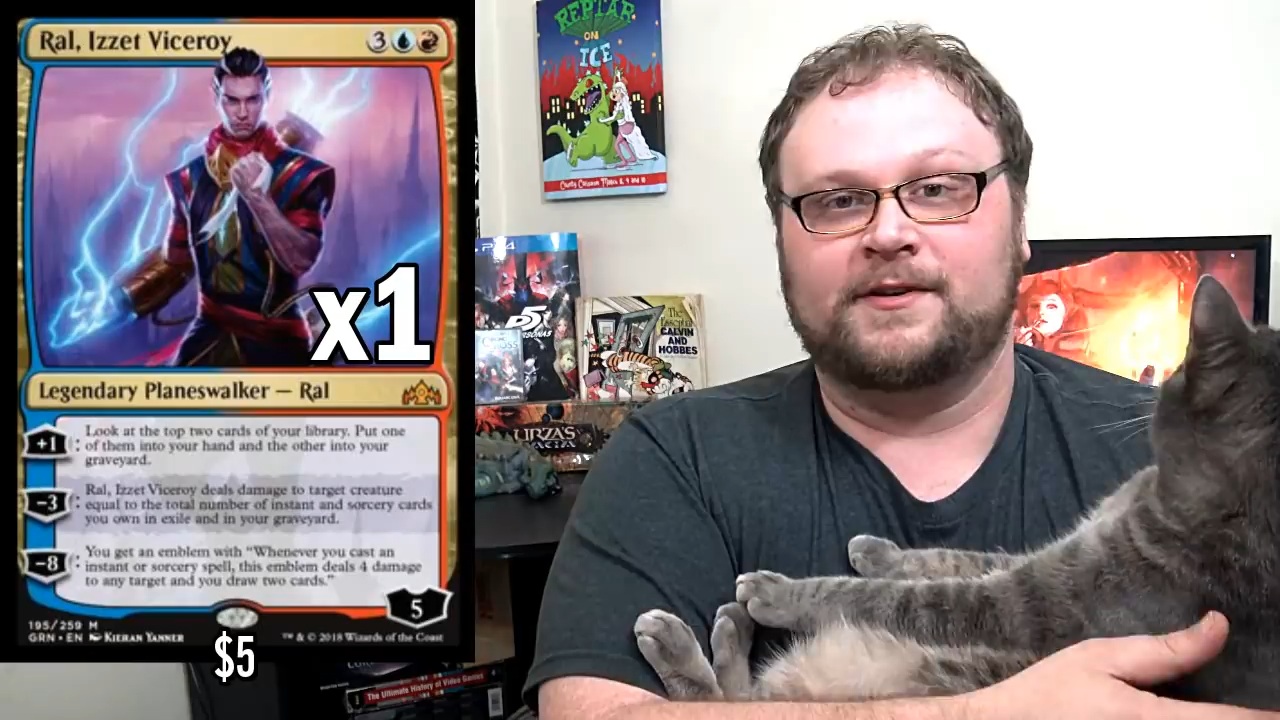 Ral, Izzet Viceroy
3
x1
Legendary Planeswalker — Ral
+1 : Look at the top two cards of your library. Put one
of them into your hand and the other into your
graveyard.
-3 : Ral, Izzet Viceroy deals damage to target creature
equal to the total number of instant and sorcery cards
you own in exile and in your graveyard.
-8 : You get an emblem with “Whenever you cast an
instant or sorcery spell, this emblem deals 4 damage
to any target and you draw two cards.”
5
195/259 M
GRN • EN Kieran Yanner
™ & © 2018 Wizards of the Coast
$5
REPTAR
ON
ICE
PS4
P5
The
CALVIN
AND
HOBBES
URZA'S
The Ultimate History of Video Games